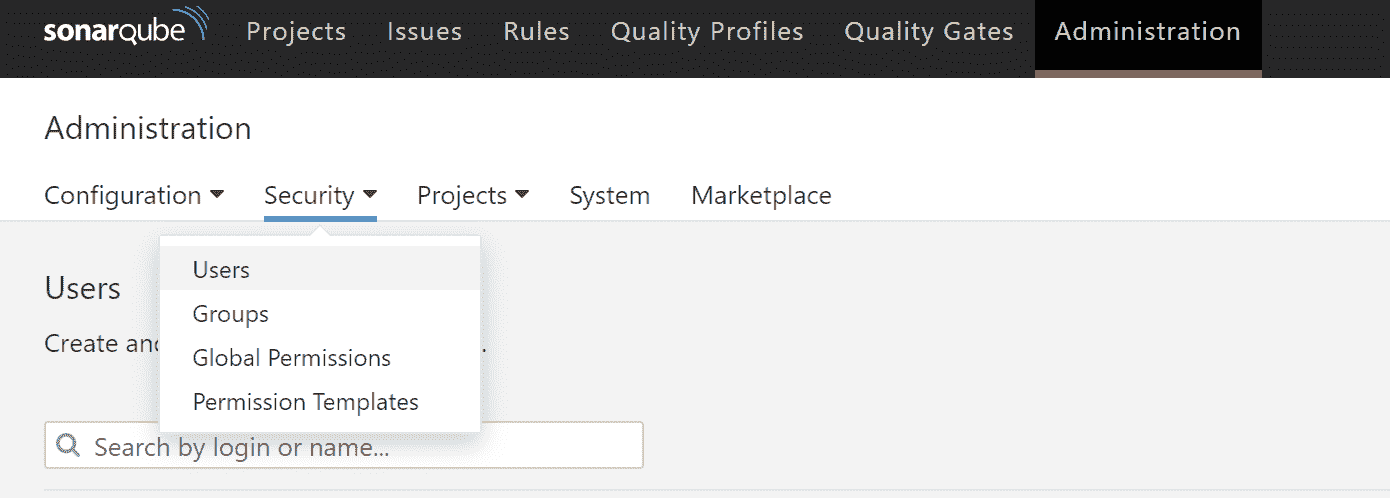 sonarqube Projects Issues Rules Quality Profiles Quality Gates Administration
Administration
Configuration Security Projects System Marketplace
Users
Groups
Global Permissions
Permission Templates
Users
Create and .
Search by login or name...